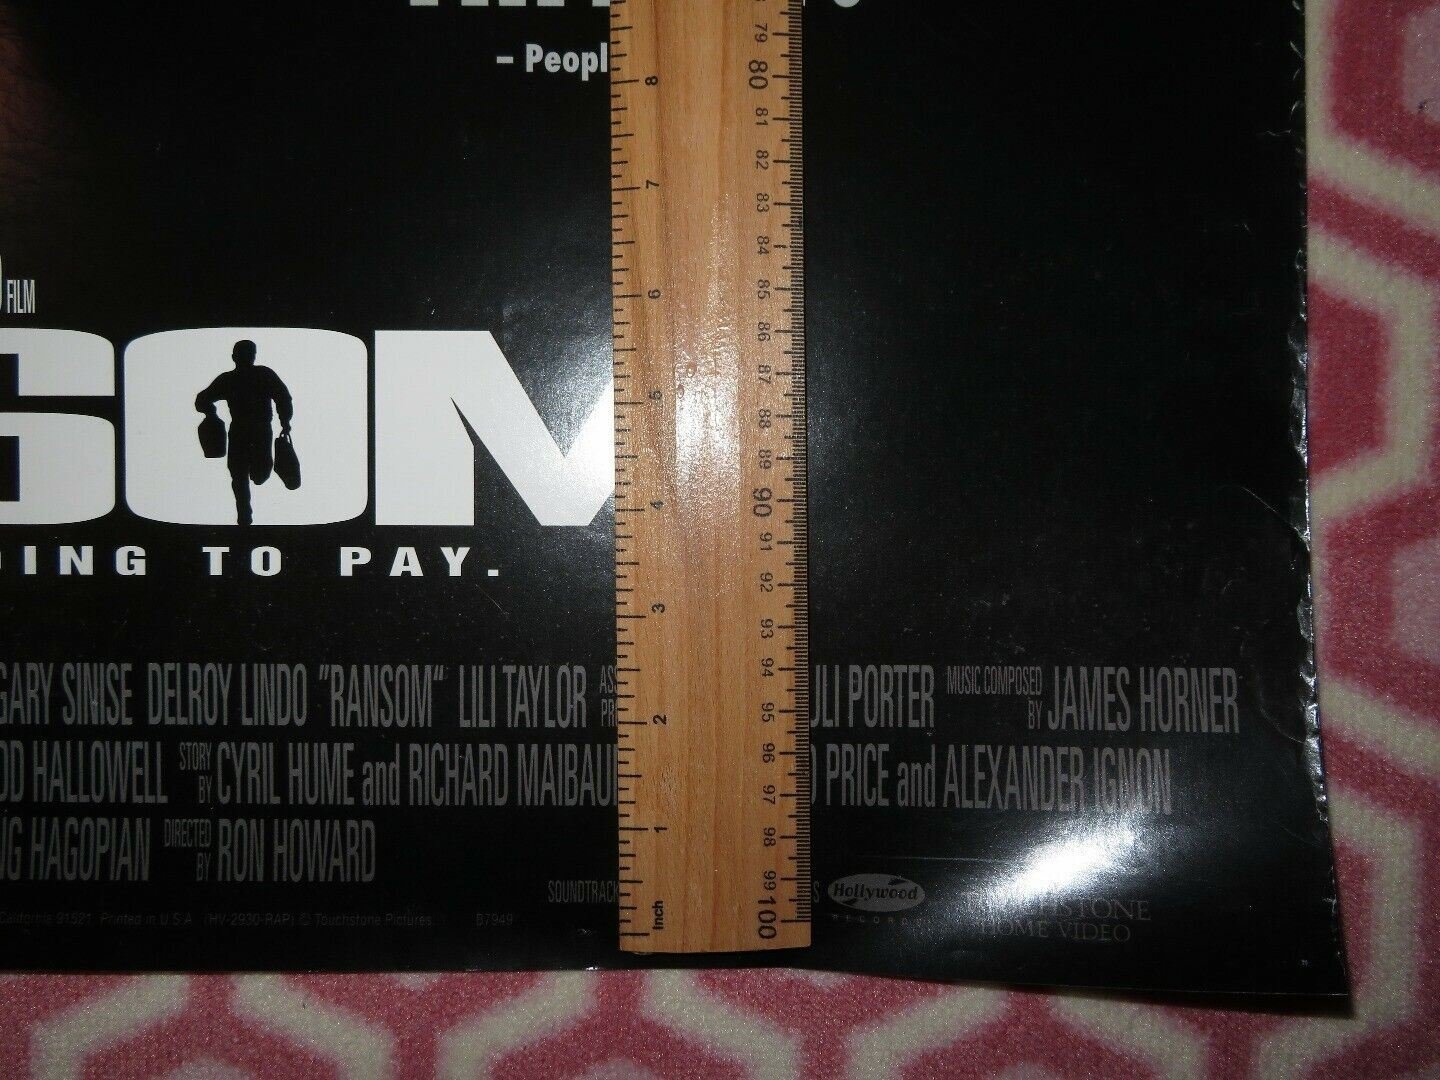 – Peopl
FILM
SOM
OING TO PAY.
GARY SINISE DELROY LINDO "RANSOM" LILI TAYLOR
PORTER MUSIC COMPOSED BY JAMES HORNER
HALLOWELL STORY BY CYRIL HUME and RICHARD MAIBAU
PRICE and ALEXANDER IGNON
HAGOPIAN DIRECTED BY RON HOWARD
SOUNDTRACK
Hollywood
RECORDS
HOME VIDEO
California 91521 Printed in U.S.A. (HV-2930-RAP) © Touchstone Pictures B7949
8
7
6
5
4
3
2
1
Inch
79
80
81
82
83
84
85
86
87
88
89
90
91
92
93
94
95
96
97
98
99
100